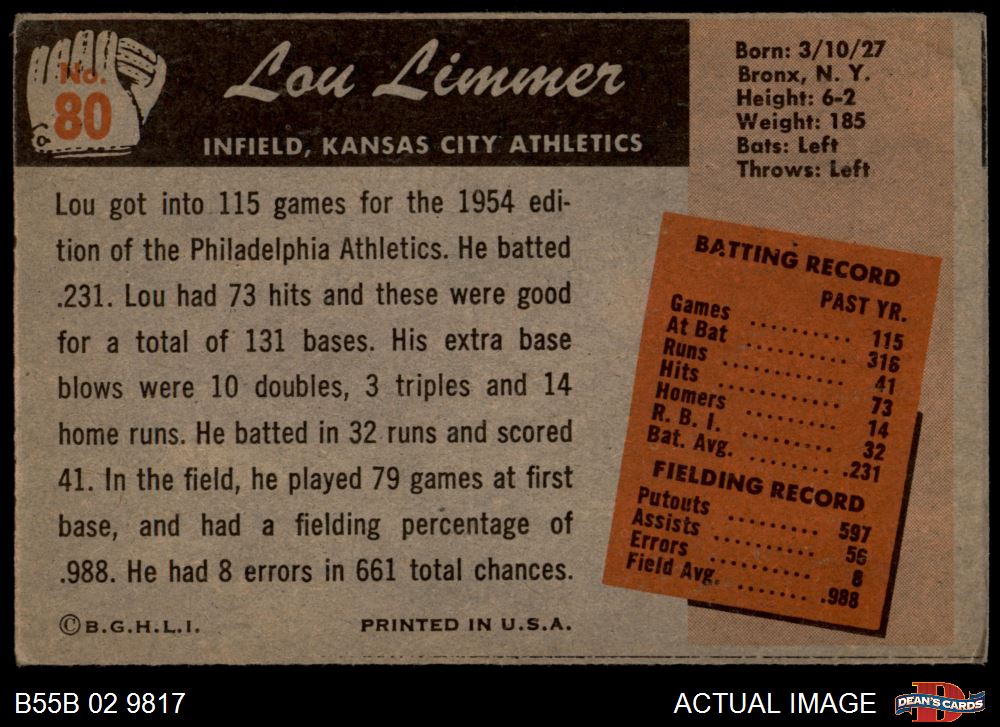 No.
80
Lou Limmer
INFIELD, KANSAS CITY ATHLETICS
Born: 3/10/27
Bronx, N. Y.
Height: 6-2
Weight: 185
Bats: Left
Throws: Left
Lou got into 115 games for the 1954 edi-
tion of the Philadelphia Athletics. He batted
.231. Lou had 73 hits and these were good
for a total of 131 bases. His extra base
blows were 10 doubles, 3 triples and 14
home runs. He batted in 32 runs and scored
41. In the field, he played 79 games at first
base, and had a fielding percentage of
.988. He had 8 errors in 661 total chances.
BATTING RECORD
PAST YR.
Games .......... 115
At Bat .......... 316
Runs ............ 41
Hits ............ 73
Homers ......... 14
R. B. I. ......... 32
Bat. Avg. ........ .231
FIELDING RECORD
Putouts ......... 597
Assists .......... 56
Errors ........... 8
Field Avg. ....... .988
©B.G.H.L.I.
PRINTED IN U.S.A.
B55B 02 9817
ACTUAL IMAGE
D
DEAN'S CARDS